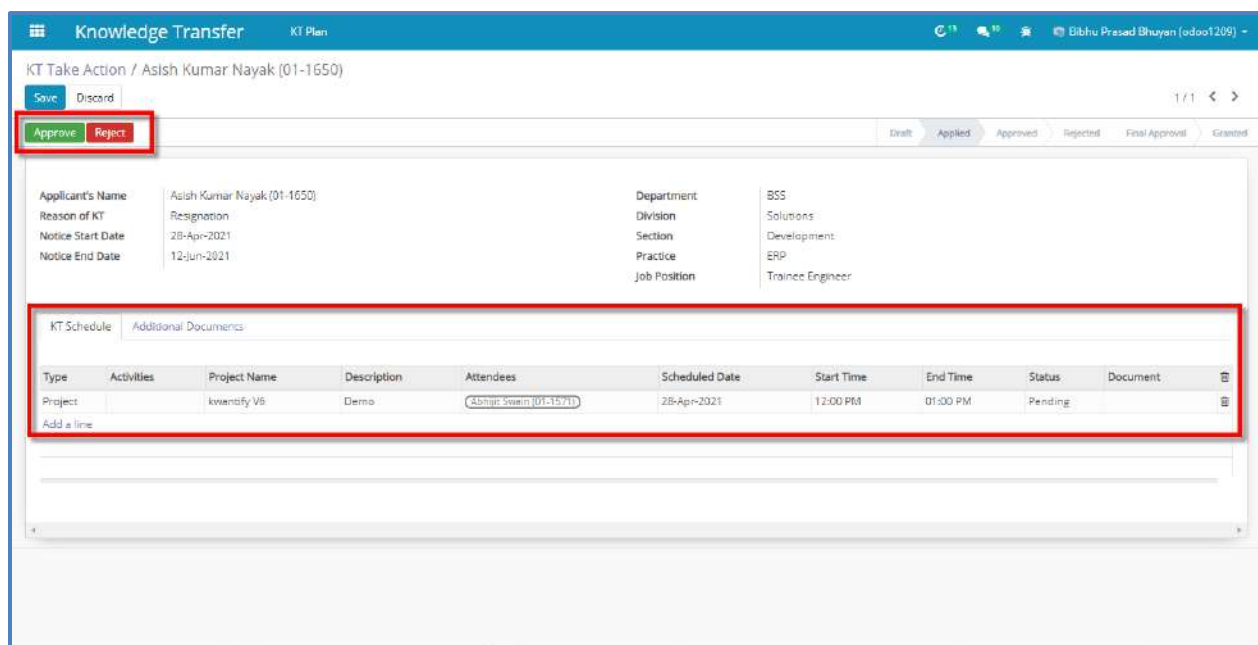 Knowledge Transfer KT Plan 13 10 Bibhu Prasad Bhuyan (odoo1209)
KT Take Action / Asish Kumar Nayak (01-1650)
Save Discard 1 / 1
Approve Reject Draft Applied Approved Rejected Final Approval Granted
Applicant's Name Asish Kumar Nayak (01-1650) Department BSS
Reason of KT Resignation Division Solutions
Notice Start Date 28-Apr-2021 Section Development
Notice End Date 12-Jun-2021 Practice ERP
Job Position Trainee Engineer
KT Schedule Additional Documents
Type Activities Project Name Description Attendees Scheduled Date Start Time End Time Status Document
Project kwantify V6 Demo Abhijit Swain (01-1571) 28-Apr-2021 12:00 PM 01:00 PM Pending
Add a line